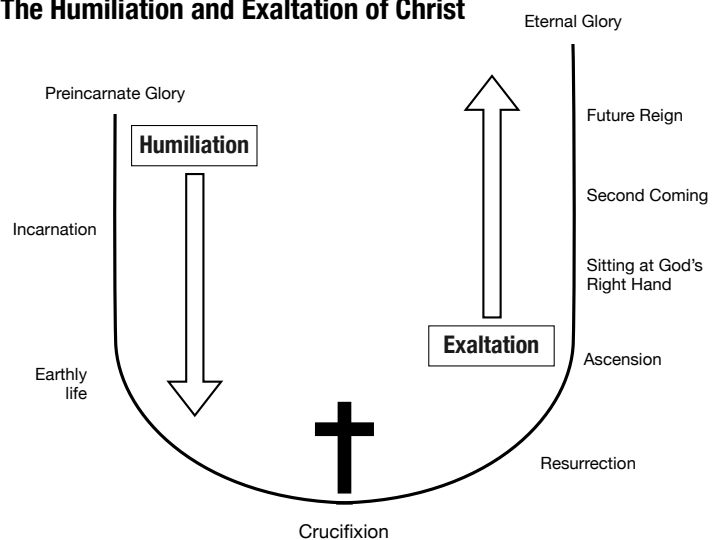 The Humiliation and Exaltation of Christ
Eternal Glory
Preincarnate Glory
Humiliation
Incarnation
Earthly
life
Crucifixion
Resurrection
Ascension
Exaltation
Sitting at God's
Right Hand
Second Coming
Future Reign